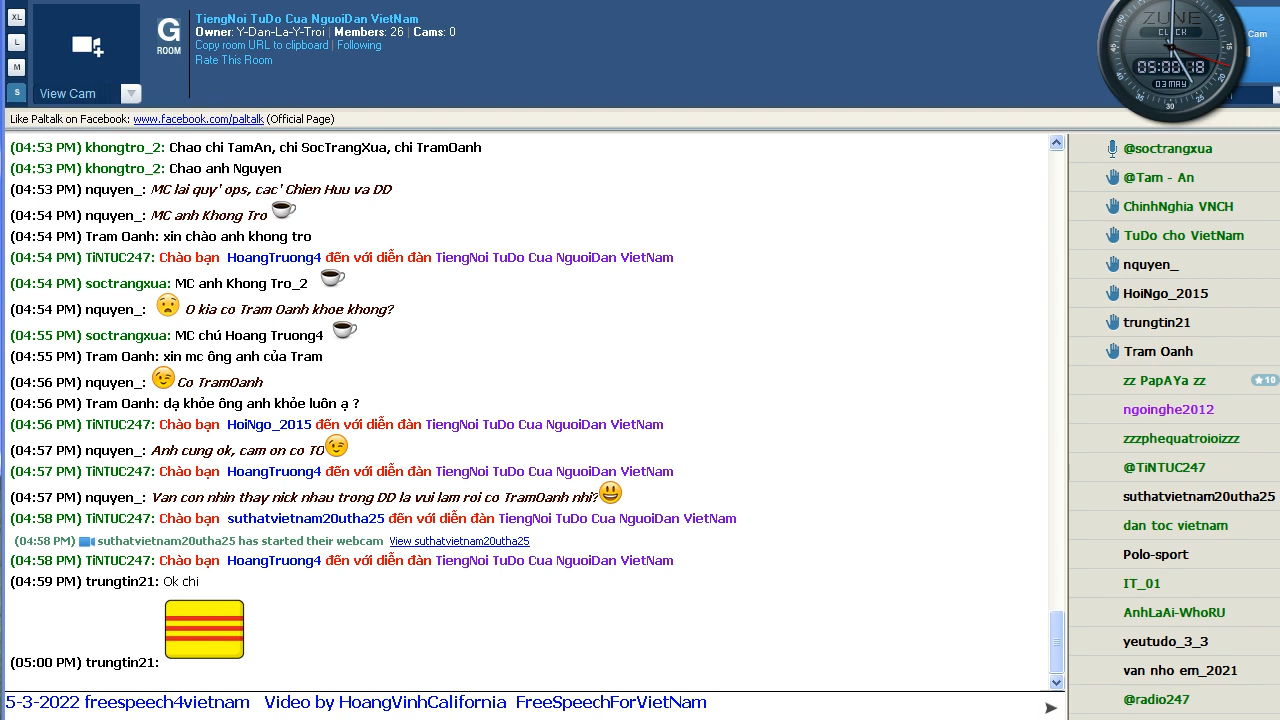 XL
L
M
S
View Cam
G
ROOM
TiengNoi TuDo Cua NguoiDan VietNam
Owner: Y-Dan-La-Y-Troi | Members: 26 | Cams: 0
Copy room URL to clipboard | Following
Rate This Room
ZUNE
CLOCK
05:00:18
03 MAY
Cam
Like Paltalk on Facebook: www.facebook.com/paltalk (Official Page)
(04:53 PM) khongtro_2: Chao chi TamAn, chi SocTrangXua, chi TramOanh
(04:53 PM) khongtro_2: Chao anh Nguyen
(04:53 PM) nquyen_: MC lai quy' ops, cac' Chien Huu va DD
(04:54 PM) nquyen_: MC anh Khong Tro
(04:54 PM) Tram Oanh: xin chào anh khong tro
(04:54 PM) TiNTUC247: Chào bạn HoangTruong4 đến với diễn đàn TiengNoi TuDo Cua NguoiDan VietNam
(04:54 PM) soctrangxua: MC anh Khong Tro_2
(04:54 PM) nquyen_: O kia co Tram Oanh khoe khong?
(04:55 PM) soctrangxua: MC chú Hoang Truong4
(04:55 PM) Tram Oanh: xin mc ông anh của Tram
(04:56 PM) nquyen_: Co TramOanh
(04:56 PM) Tram Oanh: dạ khỏe ông anh khỏe luôn ạ ?
(04:56 PM) TiNTUC247: Chào bạn HoiNgo_2015 đến với diễn đàn TiengNoi TuDo Cua NguoiDan VietNam
(04:57 PM) nquyen_: Anh cung ok, cam on co TO
(04:57 PM) TiNTUC247: Chào bạn HoangTruong4 đến với diễn đàn TiengNoi TuDo Cua NguoiDan VietNam
(04:57 PM) nquyen_: Van con nhin thay nick nhau trong DD la vui lam roi co TramOanh nhi?
(04:58 PM) TiNTUC247: Chào bạn suthatvietnam20utha25 đến với diễn đàn TiengNoi TuDo Cua NguoiDan VietNam
(04:58 PM) suthatvietnam20utha25 has started their webcam View suthatvietnam20utha25
(04:58 PM) TiNTUC247: Chào bạn HoangTruong4 đến với diễn đàn TiengNoi TuDo Cua NguoiDan VietNam
(04:59 PM) trungtin21: Ok chi
(05:00 PM) trungtin21:
5-3-2022 freespeech4vietnam Video by HoangVinhCalifornia FreeSpeechForVietNam
@soctrangxua
@Tam - An
ChinhNghia VNCH
TuDo cho VietNam
nquyen_
HoiNgo_2015
trungtin21
Tram Oanh
zz PapAYa zz
10
ngoinghe2012
zzzphequatroioizzz
@TiNTUC247
suthatvietnam20utha25
dan toc vietnam
Polo-sport
IT_01
AnhLaAi-WhoRU
yeutudo_3_3
van nho em_2021
@radio247